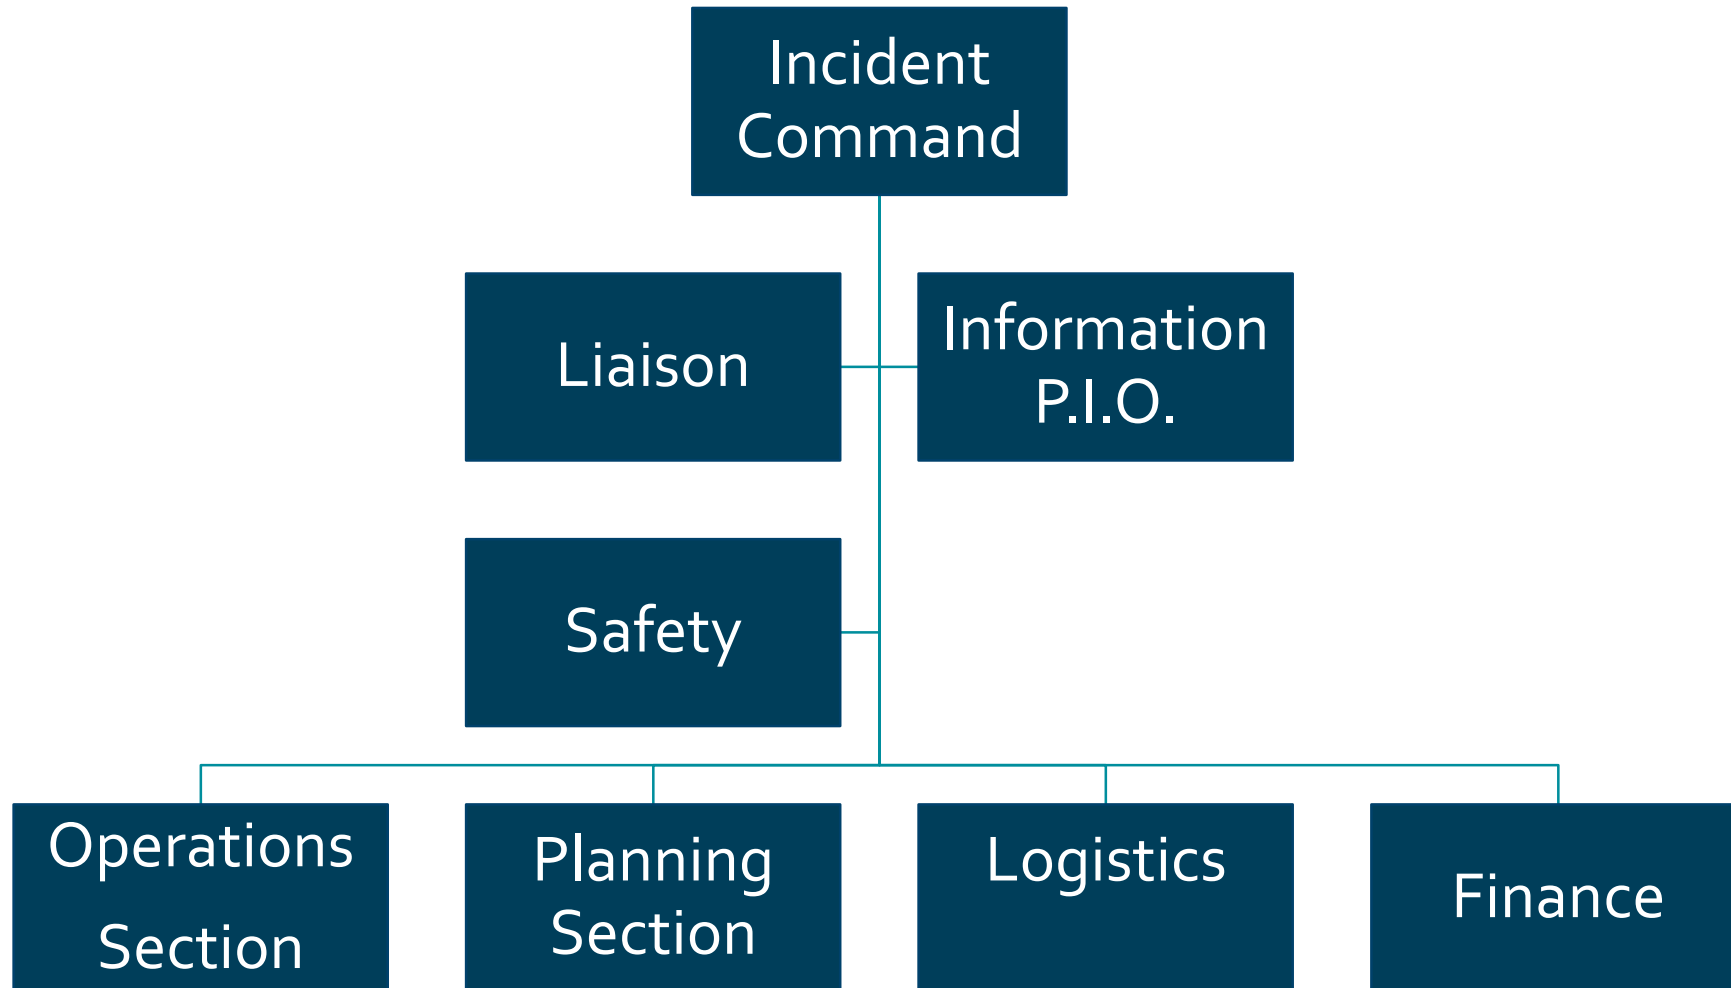 Incident
Command
Liaison
Information
P.I.O.
Safety
Operations
Section
Planning
Section
Logistics
Finance